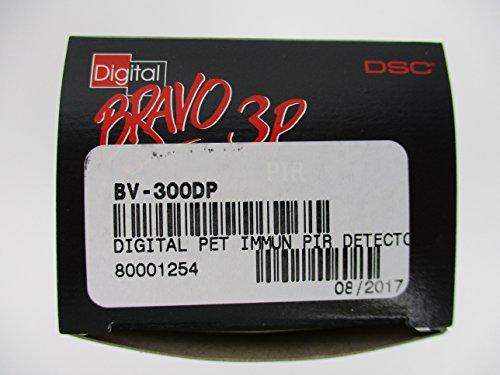 Digital
DSC®
BRAVO 3P
PIR
BV-300DP
DIGITAL PET IMMUN PIR DETECTO
80001254
08/2017